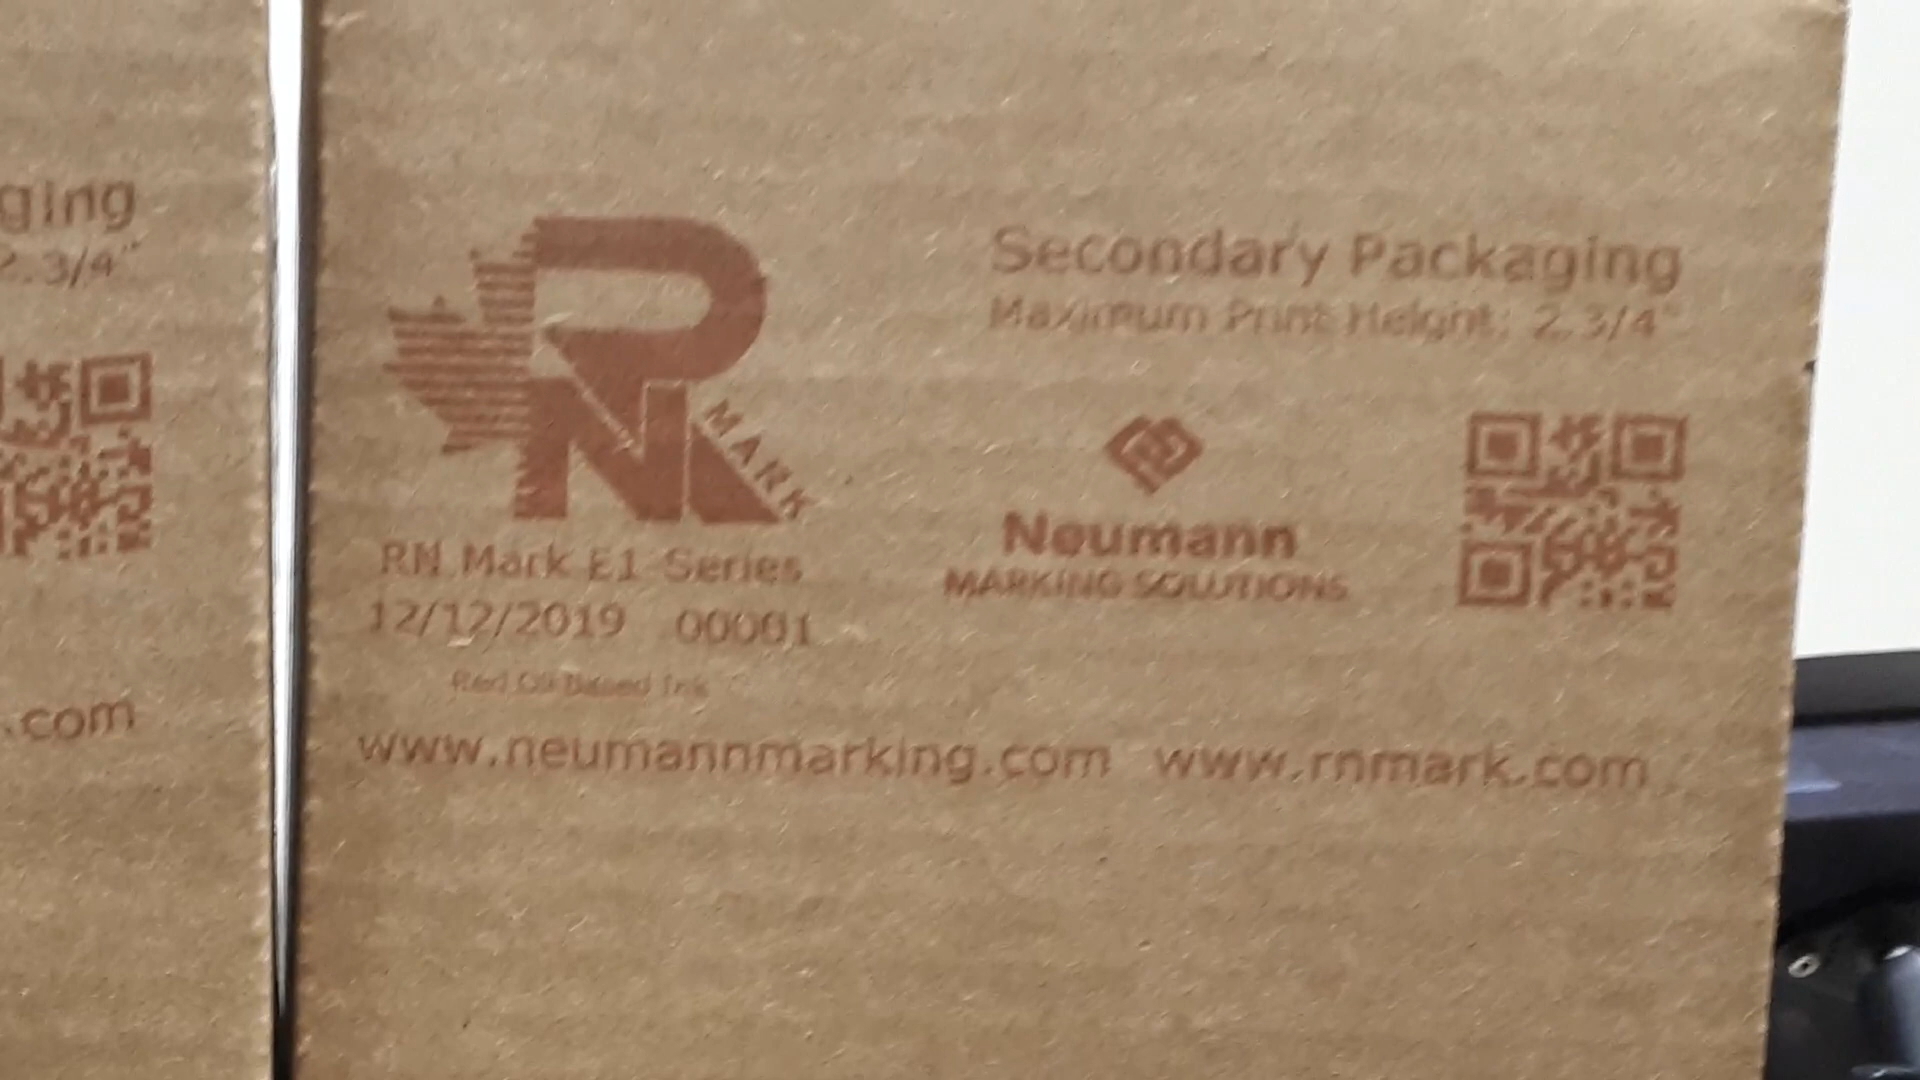 ging
2.3/4"
.com
RN
MARK
RN Mark E1 Series
12/12/2019 00001
Red Oil Based Ink
Secondary Packaging
Maximum Print Height: 2.3/4"
Neumann
MARKING SOLUTIONS
www.neumannmarking.com www.rnmark.com